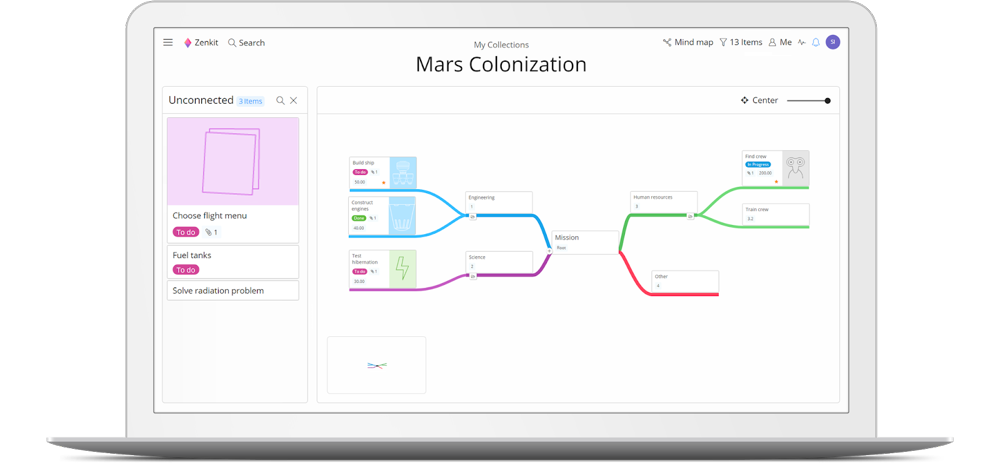 Zenkit
Search
My Collections
Mars Colonization
Mind map
13 Items
Me
SI
Unconnected
3 Items
Choose flight menu
To do
1
Fuel tanks
To do
Solve radiation problem
Center
Build ship
To do
1
50.00
Construct
engines
Done
1
40.00
Test
hibernation
To do
1
30.00
Engineering
1
Science
2
Mission
Root
Human resources
3
Find crew
In Progress
1
200.00
Train crew
3.2
Other
4